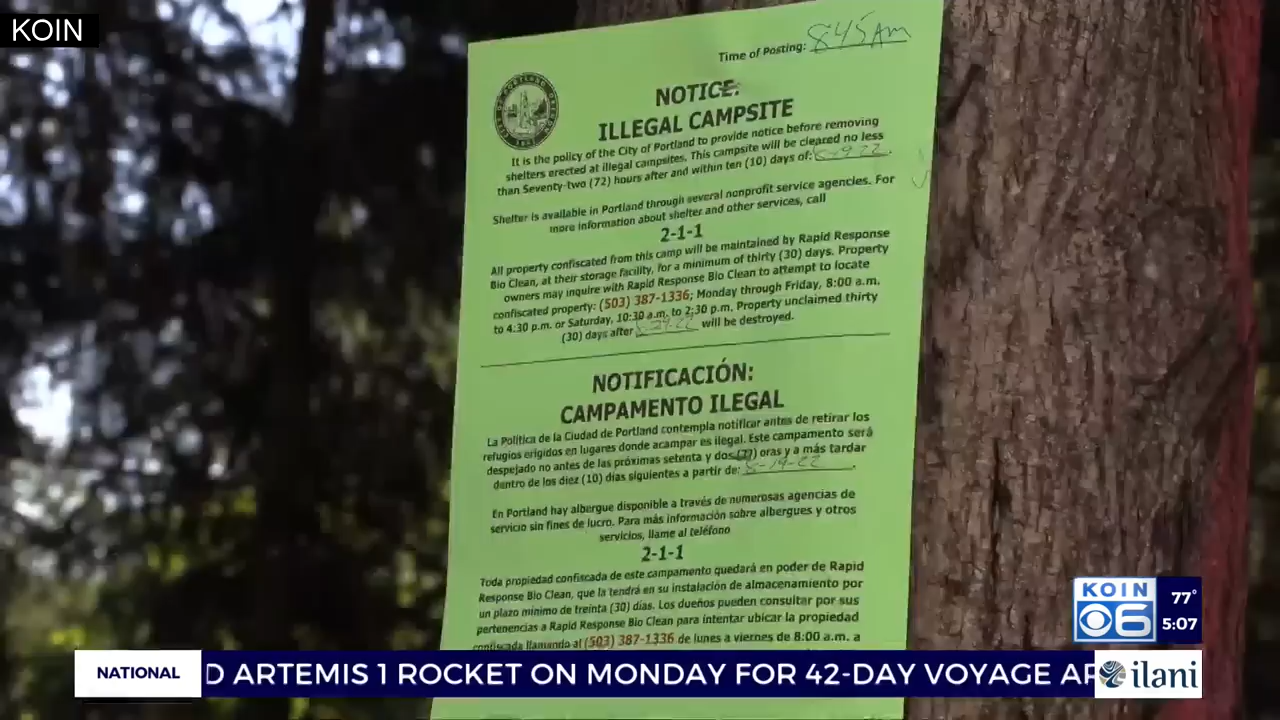 KOIN
Time of Posting: 845 Am
NOTICE:
ILLEGAL CAMPSITE
It is the policy of the City of Portland to provide notice before removing
shelters erected at illegal campsites. This campsite will be cleared no less
than Seventy-two (72) hours after and within ten (10) days of: 8-19-22.
Shelter is available in Portland through several nonprofit service agencies. For
more information about shelter and other services, call
2-1-1
All property confiscated from this camp will be maintained by Rapid Response
Bio Clean, at their storage facility, for a minimum of thirty (30) days. Property
owners may inquire with Rapid Response Bio Clean to attempt to locate
confiscated property: (503) 387-1336; Monday through Friday, 8:00 a.m.
to 4:30 p.m. or Saturday, 10:30 a.m. to 2:30 p.m. Property unclaimed thirty
(30) days after will be destroyed.
NOTIFICACIÓN:
CAMPAMENTO ILEGAL
La Política de la Ciudad de Portland contempla notificar antes de retirar los
refugios erigidos en lugares donde acampar es ilegal. Este campamento será
despejado no antes de las próximas setenta y dos oras y a más tardar
dentro de los diez (10) días siguientes a partir de: 8-19-22.
En Portland hay albergue disponible a través de numerosas agencias de
servicio sin fines de lucro. Para más información sobre albergues y otros
servicios, llame al teléfono
2-1-1
Toda propiedad confiscada de este campamento quedará en poder de Rapid
Response Bio Clean, que la tendrá en su instalación de almacenamiento por
un plazo mínimo de treinta (30) días. Los dueños pueden consultar por sus
pertenencias a Rapid Response Bio Clean para intentar ubicar la propiedad
confiscada llamando al (503) 387-1336 de lunes a viernes de 8:00 a.m. a
KOIN
6
77°
5:07
NATIONAL
D ARTEMIS 1 ROCKET ON MONDAY FOR 42-DAY VOYAGE AR
ilani